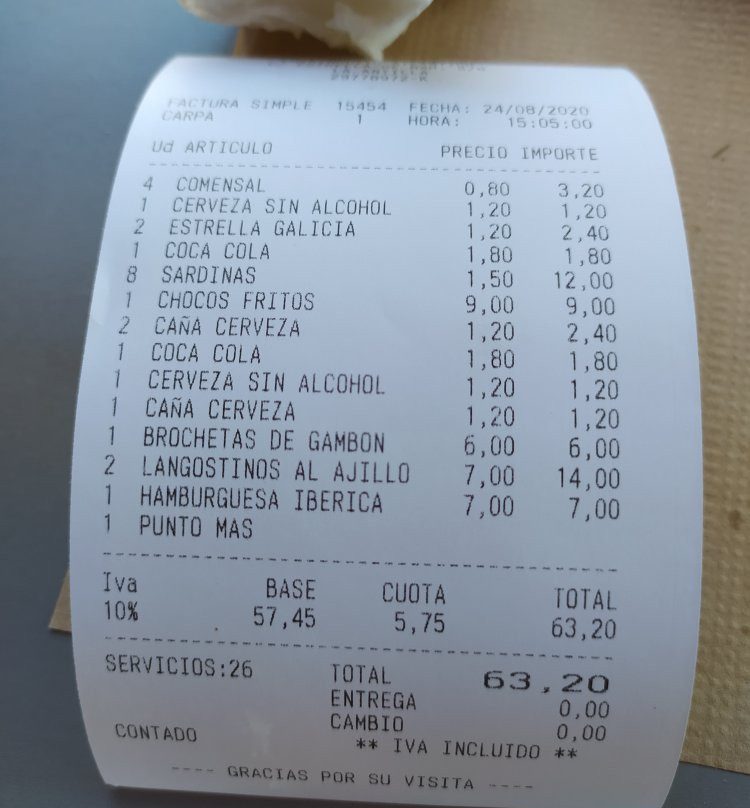 FACTURA SIMPLE 15454 FECHA: 24/08/2020
CARPA 1 HORA: 15:05:00
Ud ARTICULO PRECIO IMPORTE
4 COMENSAL 0,80 3,20
1 CERVEZA SIN ALCOHOL 1,20 1,20
2 ESTRELLA GALICIA 1,20 2,40
1 COCA COLA 1,80 1,80
8 SARDINAS 1,50 12,00
1 CHOCOS FRITOS 9,00 9,00
2 CAÑA CERVEZA 1,20 2,40
1 COCA COLA 1,80 1,80
1 CERVEZA SIN ALCOHOL 1,20 1,20
1 CAÑA CERVEZA 1,20 1,20
1 BROCHETAS DE GAMBON 6,00 6,00
2 LANGOSTINOS AL AJILLO 7,00 14,00
1 HAMBURGUESA IBERICA 7,00 7,00
1 PUNTO MAS
Iva BASE CUOTA TOTAL
10% 57,45 5,75 63,20
SERVICIOS:26 TOTAL 63,20
ENTREGA 0,00
CAMBIO 0,00
CONTADO ** IVA INCLUIDO **
---- GRACIAS POR SU VISITA ----